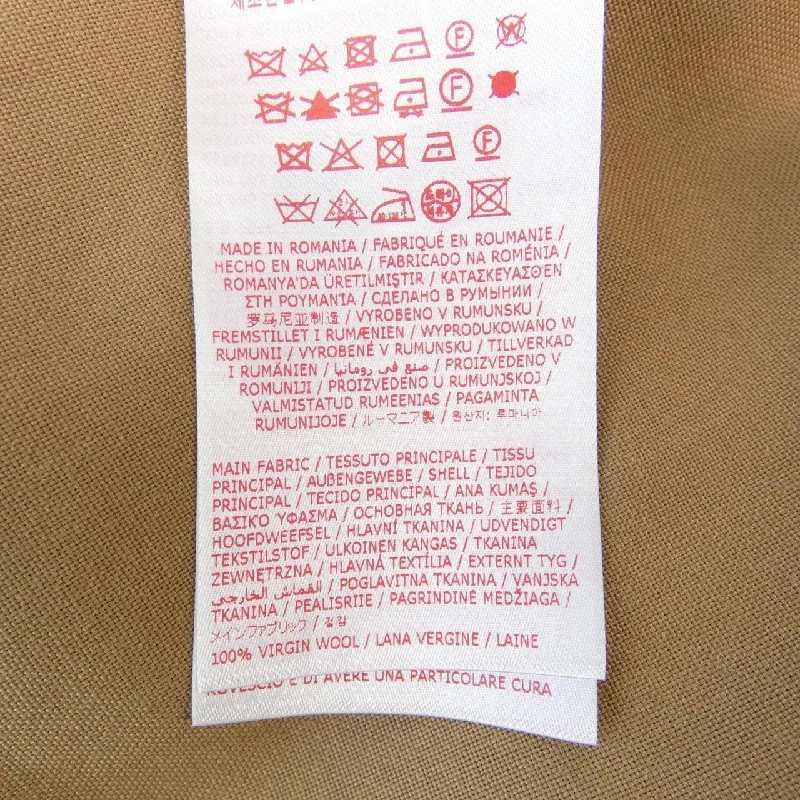 MADE IN ROMANIA / FABRIQUÉ EN ROUMANIE /
HECHO EN RUMANIA / FABRICADO NA ROMÉNIA /
ROMANYA'DA ÜRETILMIŞTIR / ΚΑΤΑΣΚΕΥΑΣΘΕΝ
ΣΤΗ ΡΟΥΜΑΝΙΑ / СДЕЛАНО В РУМЫНИИ /
罗马尼亚制造 / VYROBENO V RUMUNSKU /
FREMSTILLET I RUMÆNIEN / WYPRODUKOWANO W
RUMUNII / VYROBENÉ V RUMUNSKU / TILLVERKAD
I RUMÄNIEN / صنع في رومانيا / PROIZVEDENO V
ROMUNIJI / PROIZVEDENO U RUMUNJSKOJ /
VALMISTATUD RUMEENIAS / PAGAMINTA
RUMUNIJOJE / ルーマニア製 / 원산지: 루마니아
MAIN FABRIC / TESSUTO PRINCIPALE / TISSU
PRINCIPAL / AUßENGEWEBE / SHELL / TEJIDO
PRINCIPAL / TECIDO PRINCIPAL / ANA KUMAŞ /
ΒΑΣΙΚΟ ΥΦΑΣΜΑ / ОСНОВНАЯ ТКАНЬ / 主要面料 /
HOOFDWEEFSEL / HLAVNÍ TKANINA / UDVENDIGT
TEKSTILSTOF / ULKOINEN KANGAS / TKANINA
ZEWNĘTRZNA / HLAVNÁ TEXTÍLIA / EXTERNT TYG /
القماش الخارجي / POGLAVITNA TKANINA / VANJSKA
TKANINA / PEALISRIIE / PAGRINDINĖ MEDŽIAGA /
メインファブリック / 겉감
100% VIRGIN WOOL / LANA VERGINE / LAINE
ROVESCIO E DI AVERE UNA PARTICOLARE CURA